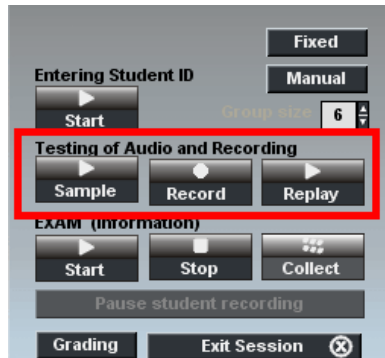 Fixed
Entering Student ID
Manual
Start
Group size 6
Testing of Audio and Recording
Sample Record Replay
EXAM (Information)
Start Stop Collect
Pause student recording
Grading Exit Session